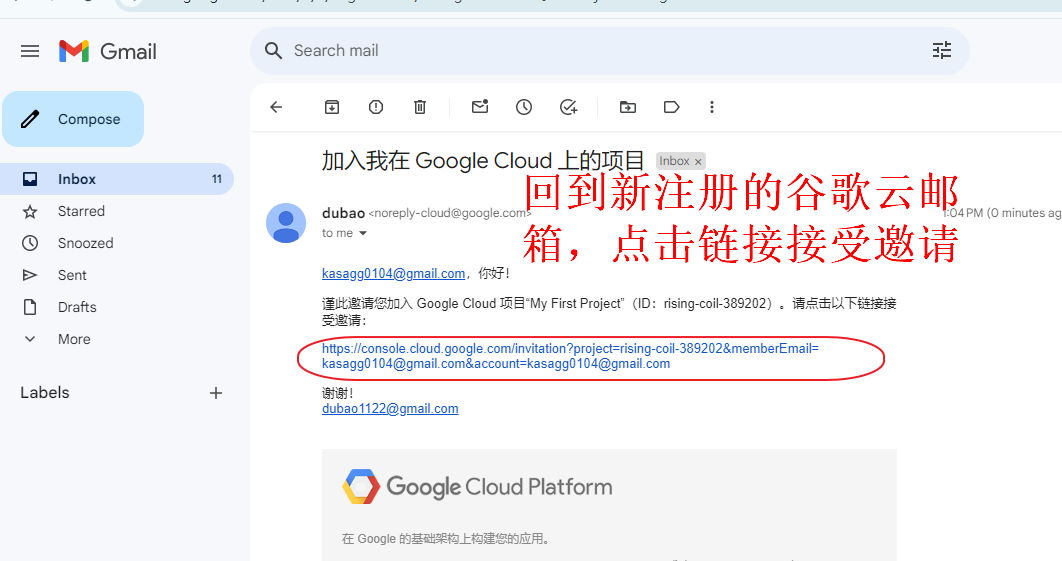 Gmail
Search mail
Compose
Inbox 11
Starred
Snoozed
Sent
Drafts
More
Labels
加入我在 Google Cloud 上的项目 Inbox ×
回到新注册的谷歌云邮
箱，点击链接接受邀请
dubao <noreply-cloud@google.com>
1:04 PM (0 minutes ag
to me
kasagg0104@gmail.com，你好！
谨此邀请您加入 Google Cloud 项目“My First Project”（ID：rising-coil-389202）。请点击以下链接接
受邀请：
https://console.cloud.google.com/invitation?project=rising-coil-389202&memberEmail=
kasagg0104@gmail.com&account=kasagg0104@gmail.com
谢谢！
dubao1122@gmail.com
Google Cloud Platform
在 Google 的基础架构上构建您的应用。